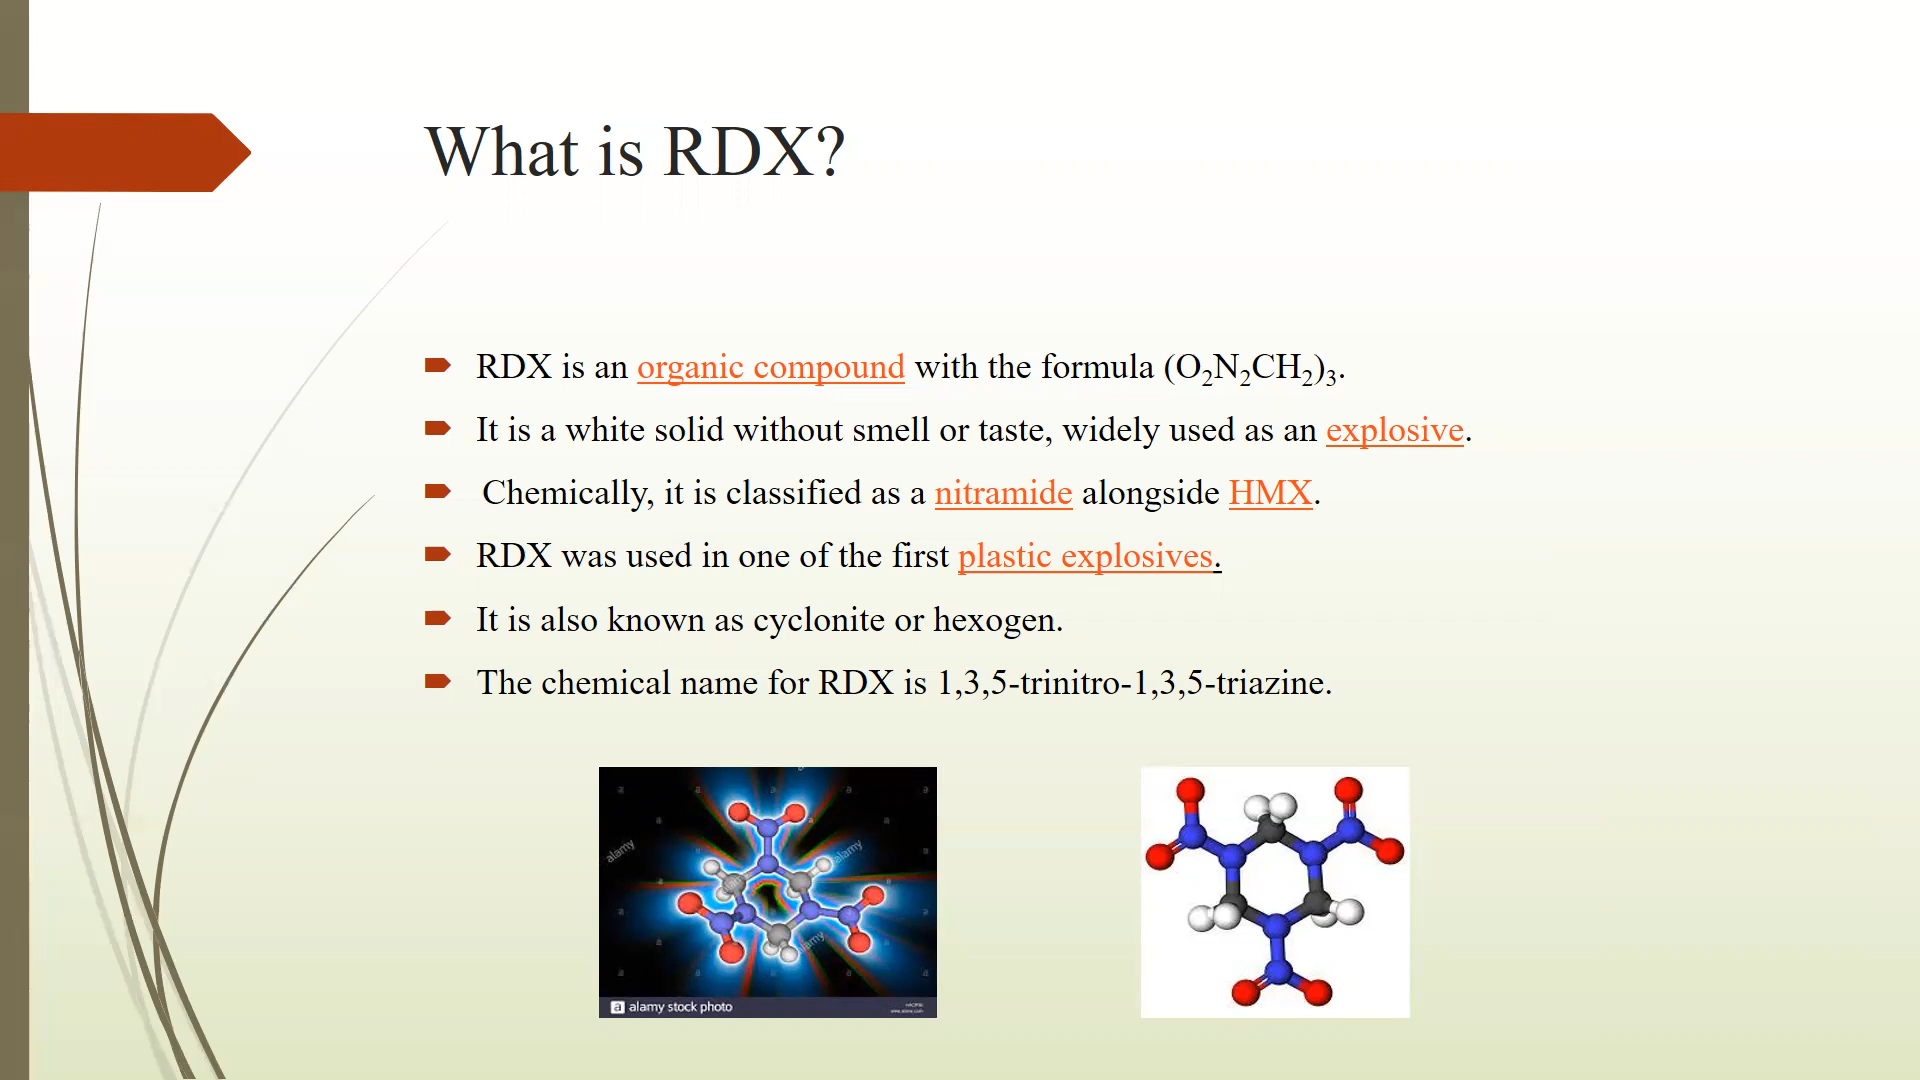 What is RDX?
RDX is an organic compound with the formula (O₂N₂CH₂)₃.
It is a white solid without smell or taste, widely used as an explosive.
Chemically, it is classified as a nitramide alongside HMX.
RDX was used in one of the first plastic explosives.
It is also known as cyclonite or hexogen.
The chemical name for RDX is 1,3,5-trinitro-1,3,5-triazine.
alamy
alamy
alamy
a alamy stock photo
www.alamy.com